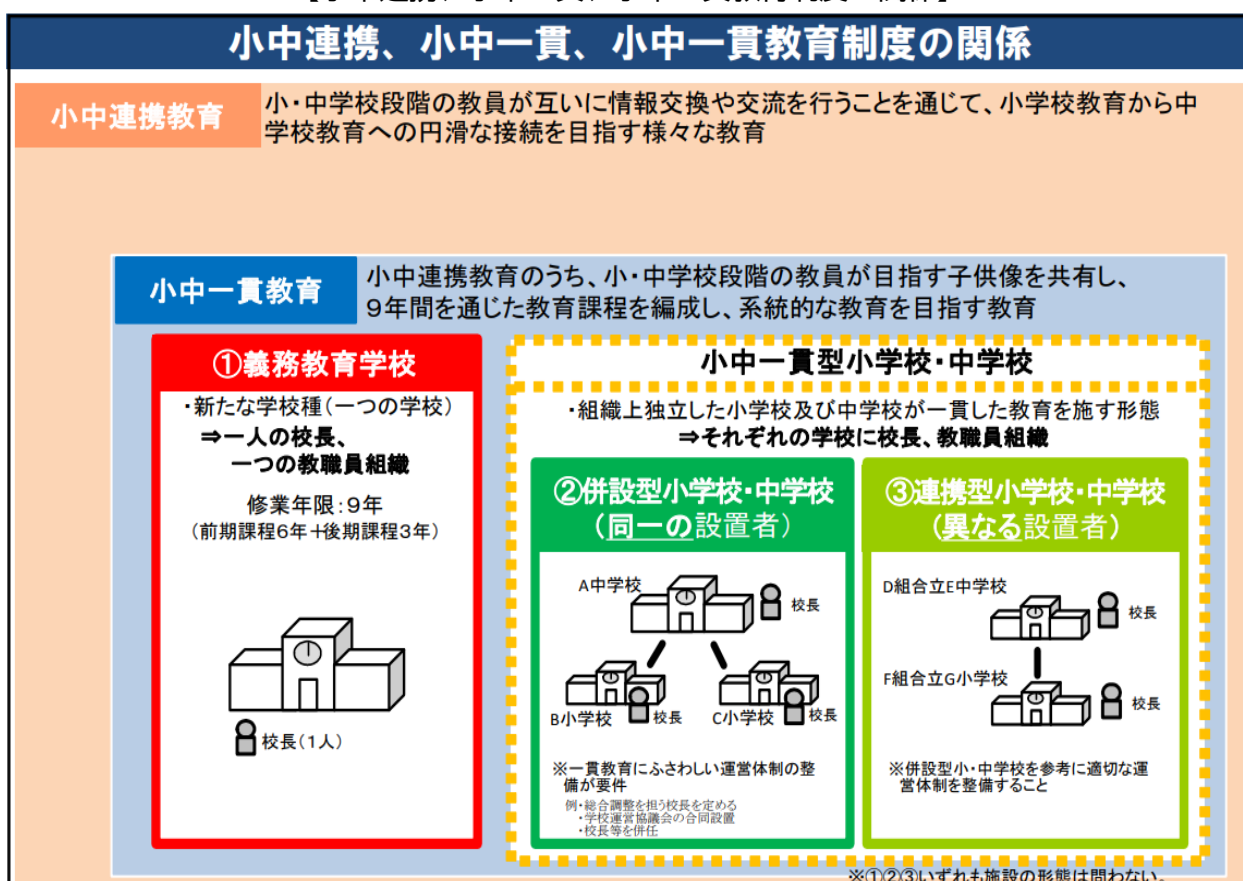 小中連携、小中一貫、小中一貫教育制度の関係
小中連携教育
小・中学校段階の教員が互いに情報交換や交流を行うことを通じて、小学校教育から中
学校教育への円滑な接続を目指す様々な教育
小中一貫教育
小中連携教育のうち、小・中学校段階の教員が目指す子供像を共有し、
9年間を通じた教育課程を編成し、系統的な教育を目指す教育
①義務教育学校
・新たな学校種(一つの学校)
⇒一人の校長、
一つの教職員組織
修業年限:9年
(前期課程6年+後期課程3年)
校長(1人)
小中一貫型小学校・中学校
・組織上独立した小学校及び中学校が一貫した教育を施す形態
⇒それぞれの学校に校長、教職員組織
②併設型小学校・中学校
(同一の設置者)
A中学校
校長
B小学校
校長
C小学校
校長
※一貫教育にふさわしい運営体制の整
備が要件
例・総合調整を担う校長を定める
・学校運営協議会の合同設置
・校長等を併任
③連携型小学校・中学校
(異なる設置者)
D組合立E中学校
校長
F組合立G小学校
校長
※併設型小・中学校を参考に適切な運
営体制を整備すること
※①②③いずれも施設の形態は問わない。